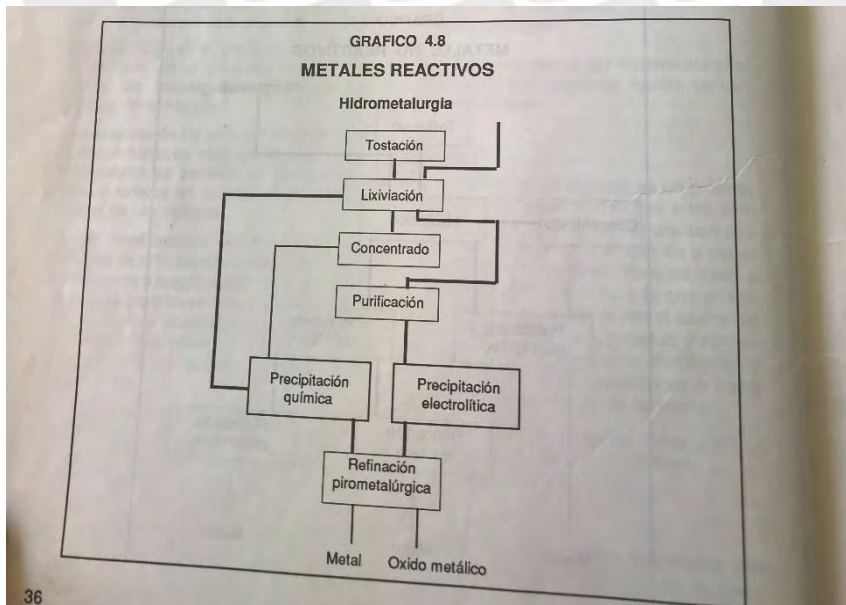 GRAFICO 4.8
METALES REACTIVOS
Hidrometalurgia
Tostación
Lixiviación
Concentrado
Purificación
Precipitación
química
Precipitación
electrolítica
Refinación
pirometalúrgica
Metal
Oxido metálico
36